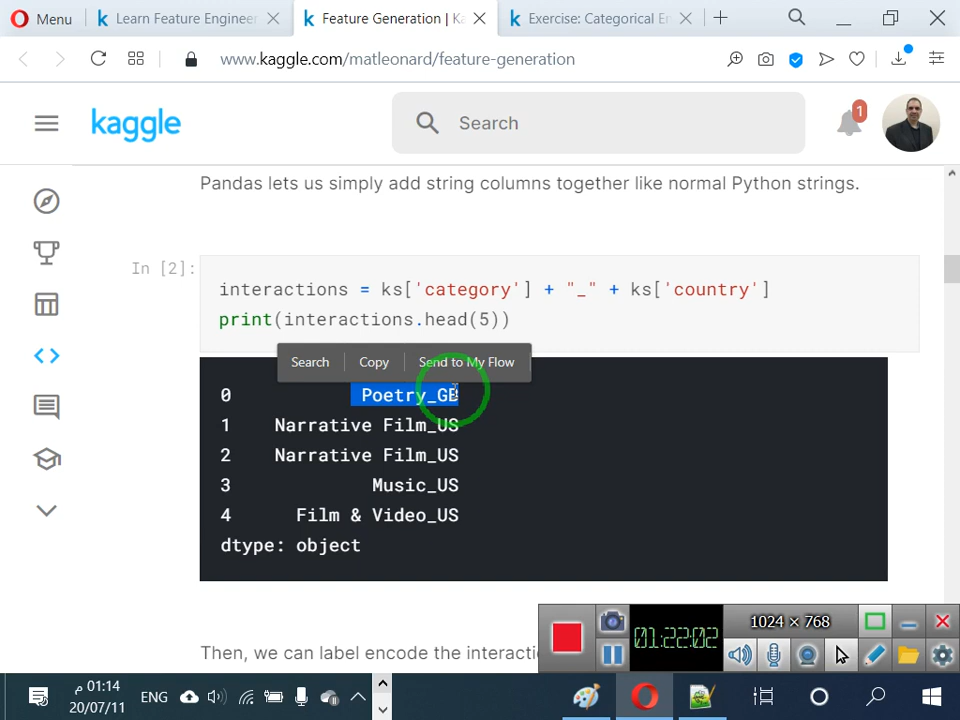 Menu
Learn Feature Engineer
Feature Generation | Ka
Exercise: Categorical En
www.kaggle.com/matleonard/feature-generation
kaggle
Search
1
Pandas lets us simply add string columns together like normal Python strings.
In [2]:
interactions = ks['category'] + "_" + ks['country']
print(interactions.head(5))
Search
Copy
Send to My Flow
0 Poetry_GB
1 Narrative Film_US
2 Narrative Film_US
3 Music_US
4 Film & Video_US
dtype: object
Then, we can label encode the interacti
1024 × 768
01:22:02
01:14 م
20/07/11
ENG